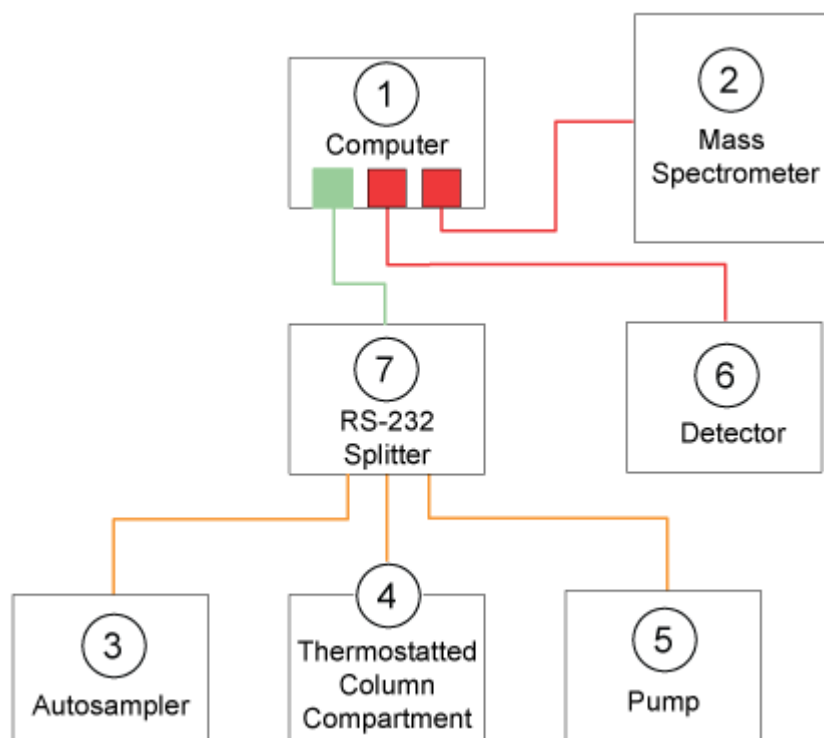 1
Computer
2
Mass
Spectrometer
7
RS-232
Splitter
6
Detector
3
Autosampler
4
Thermostatted
Column
Compartment
5
Pump